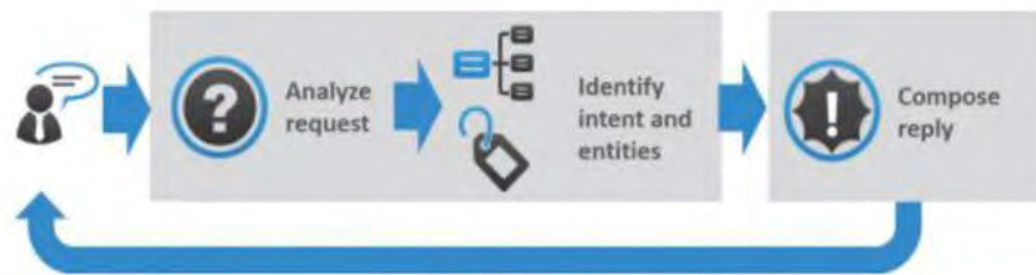 Analyze
request
Identify
intent and
entities
Compose
reply